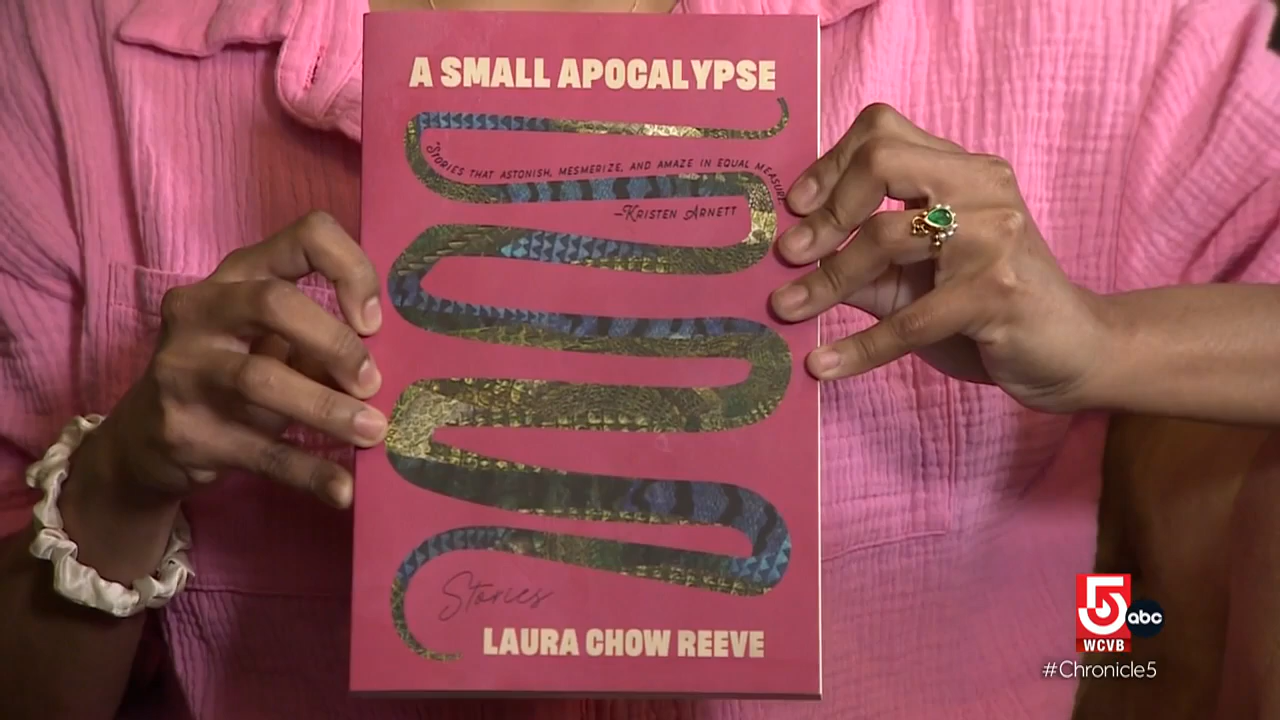 A SMALL APOCALYPSE
"STORIES THAT ASTONISH, MESMERIZE, AND AMAZE IN EQUAL MEASURE"
—KRISTEN ARNETT
Stories
LAURA CHOW REEVE
5 abc
WCVB
#Chronicle5